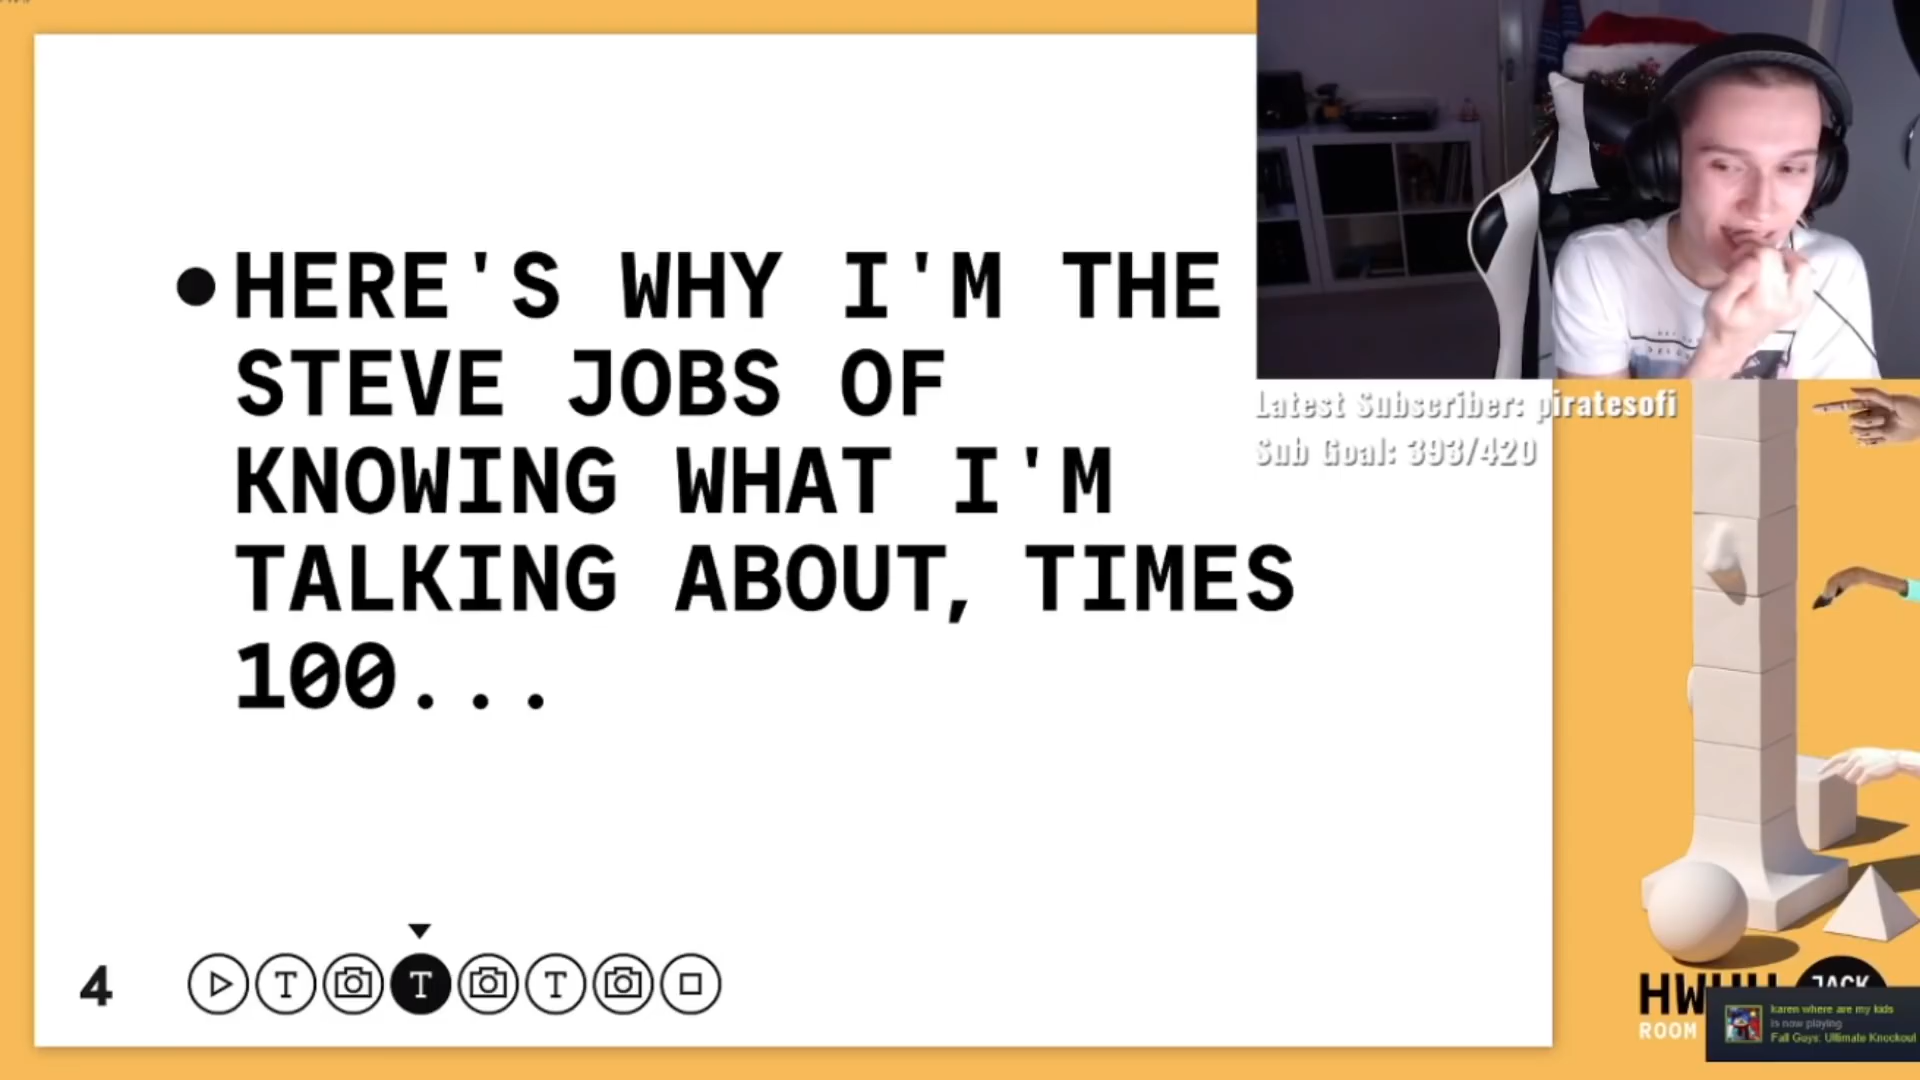 HERE'S WHY I'M THE
STEVE JOBS OF
KNOWING WHAT I'M
TALKING ABOUT, TIMES
100...
Latest Subscriber: piratesofi
Sub Goal: 393/420
4
T T T
JACK
ROOM
karen where are my kids
is now playing
Fall Guys: Ultimate Knockout